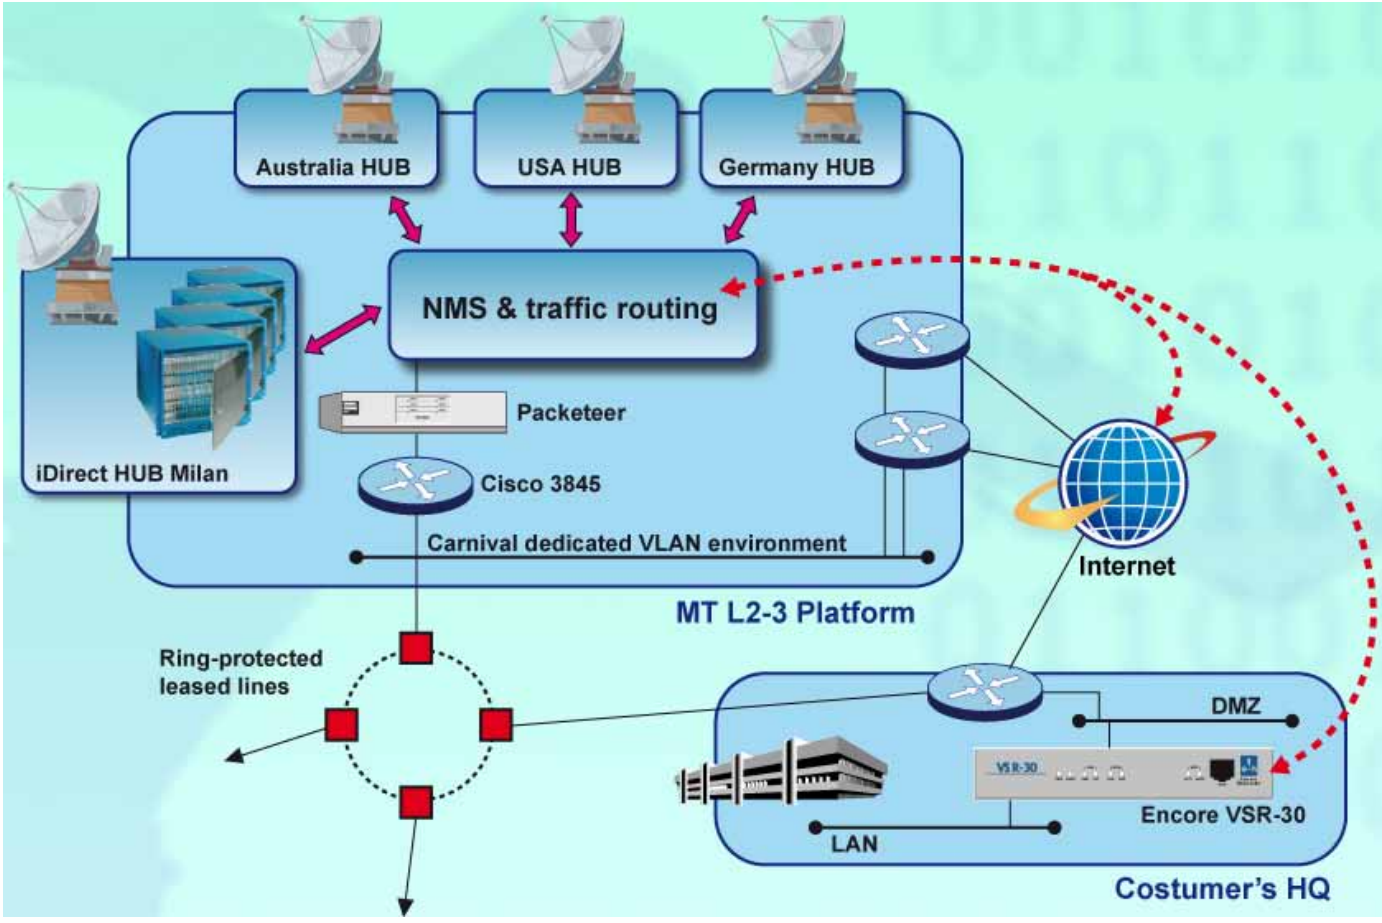 Australia HUB
USA HUB
Germany HUB
NMS & traffic routing
iDirect HUB Milan
Packeteer
Cisco 3845
Carnival dedicated VLAN environment
Internet
MT L2-3 Platform
Ring-protected
leased lines
DMZ
VSR-30
Encore VSR-30
LAN
Costumer's HQ